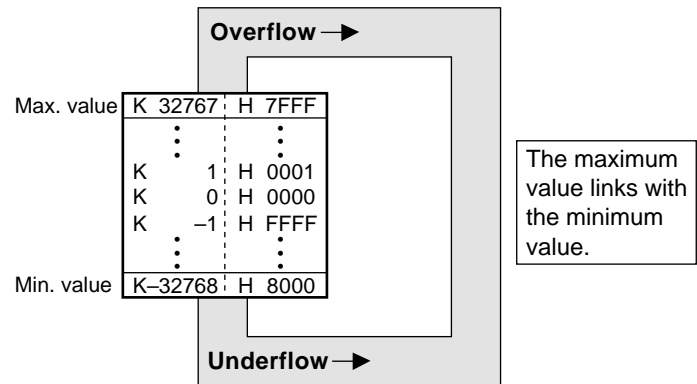 Overflow
Max. value K 32767 H 7FFF
K 1 H 0001
K 0 H 0000
K –1 H FFFF
Min. value K–32768 H 8000
Underflow
The maximum
value links with
the minimum
value.